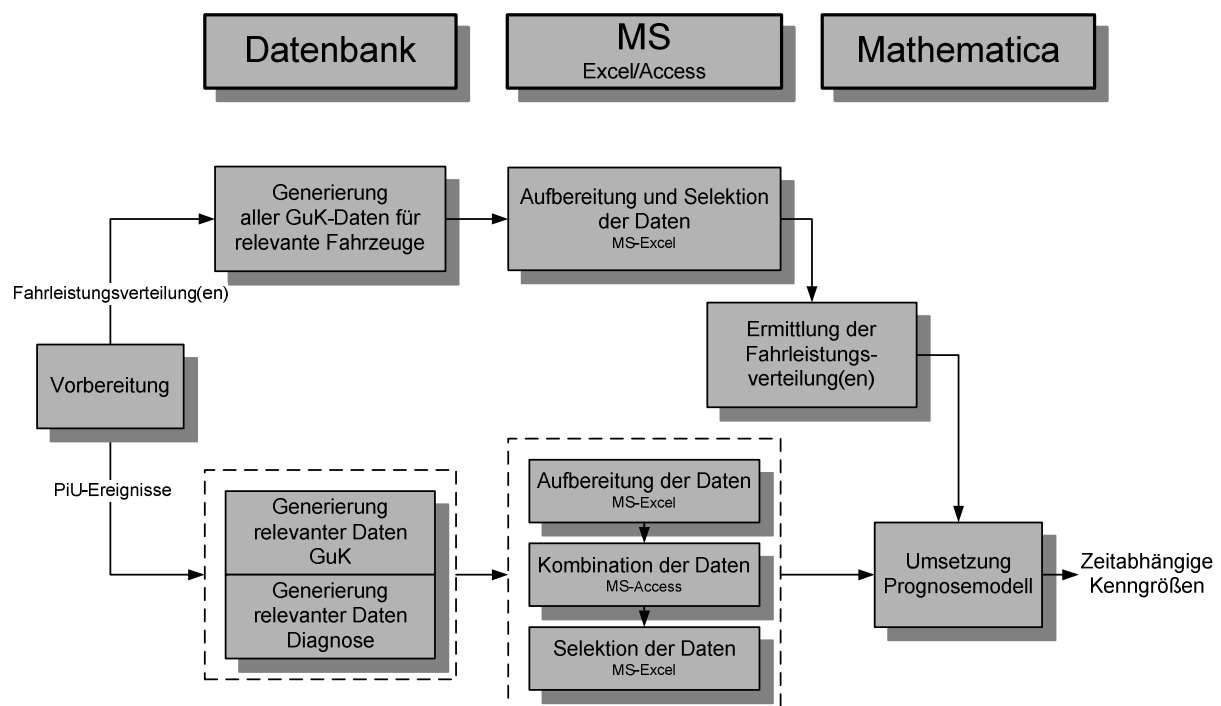 Datenbank
MS
Excel/Access
Mathematica
Generierung
aller GuK-Daten für
relevante Fahrzeuge
Aufbereitung und Selektion
der Daten
MS-Excel
Fahrleistungsverteilung(en)
Ermittlung der
Fahrleistungs-
verteilung(en)
Vorbereitung
PiU-Ereignisse
Generierung
relevanter Daten
GuK
Generierung
relevanter Daten
Diagnose
Aufbereitung der Daten
MS-Excel
Kombination der Daten
MS-Access
Selektion der Daten
MS-Excel
Umsetzung
Prognosemodell
Zeitabhängige
Kenngrößen